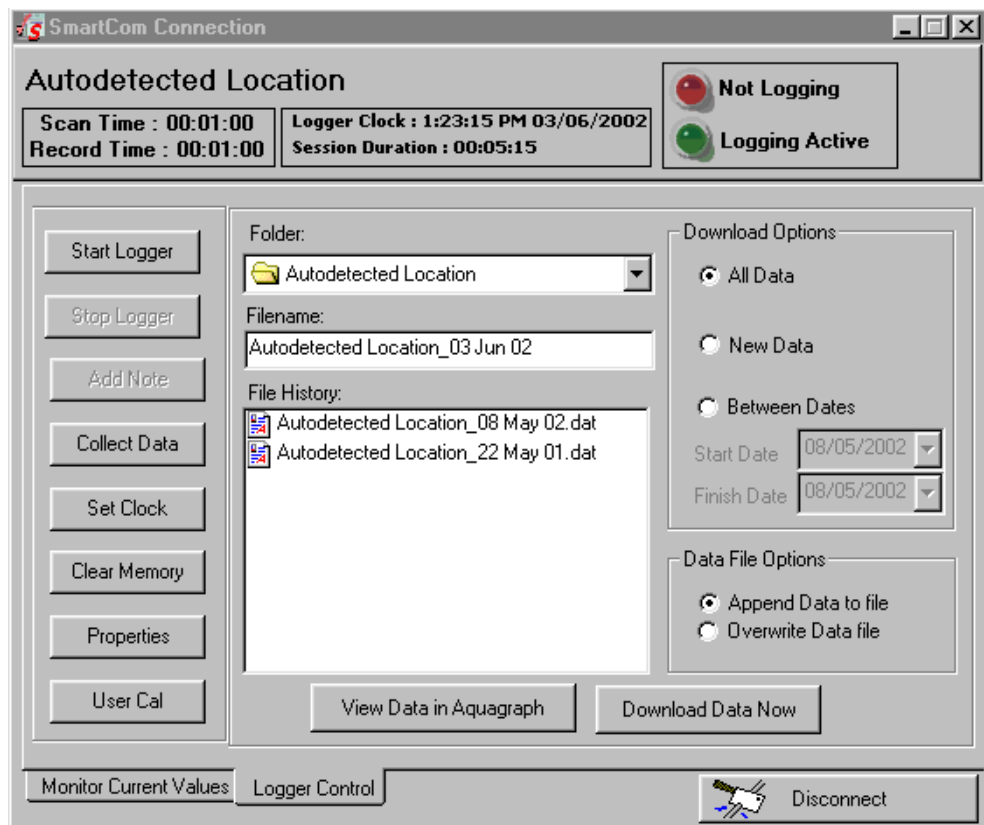 SmartCom Connection
Autodetected Location
Scan Time : 00:01:00
Record Time : 00:01:00
Logger Clock : 1:23:15 PM 03/06/2002
Session Duration : 00:05:15
Not Logging
Logging Active
Start Logger
Stop Logger
Add Note
Collect Data
Set Clock
Clear Memory
Properties
User Cal
Folder:
Autodetected Location
Filename:
Autodetected Location_03 Jun 02
File History:
Autodetected Location_08 May 02.dat
Autodetected Location_22 May 01.dat
Download Options
All Data
New Data
Between Dates
Start Date 08/05/2002
Finish Date 08/05/2002
Data File Options
Append Data to file
Overwrite Data file
View Data in Aquagraph
Download Data Now
Monitor Current Values
Logger Control
Disconnect